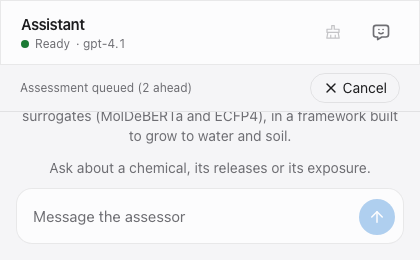 Assistant
Ready · gpt-4.1
Assessment queued (2 ahead)
Cancel
surrogates (MolDeBERTa and ECFP4), in a framework built
to grow to water and soil.
Ask about a chemical, its releases or its exposure.
Message the assessor